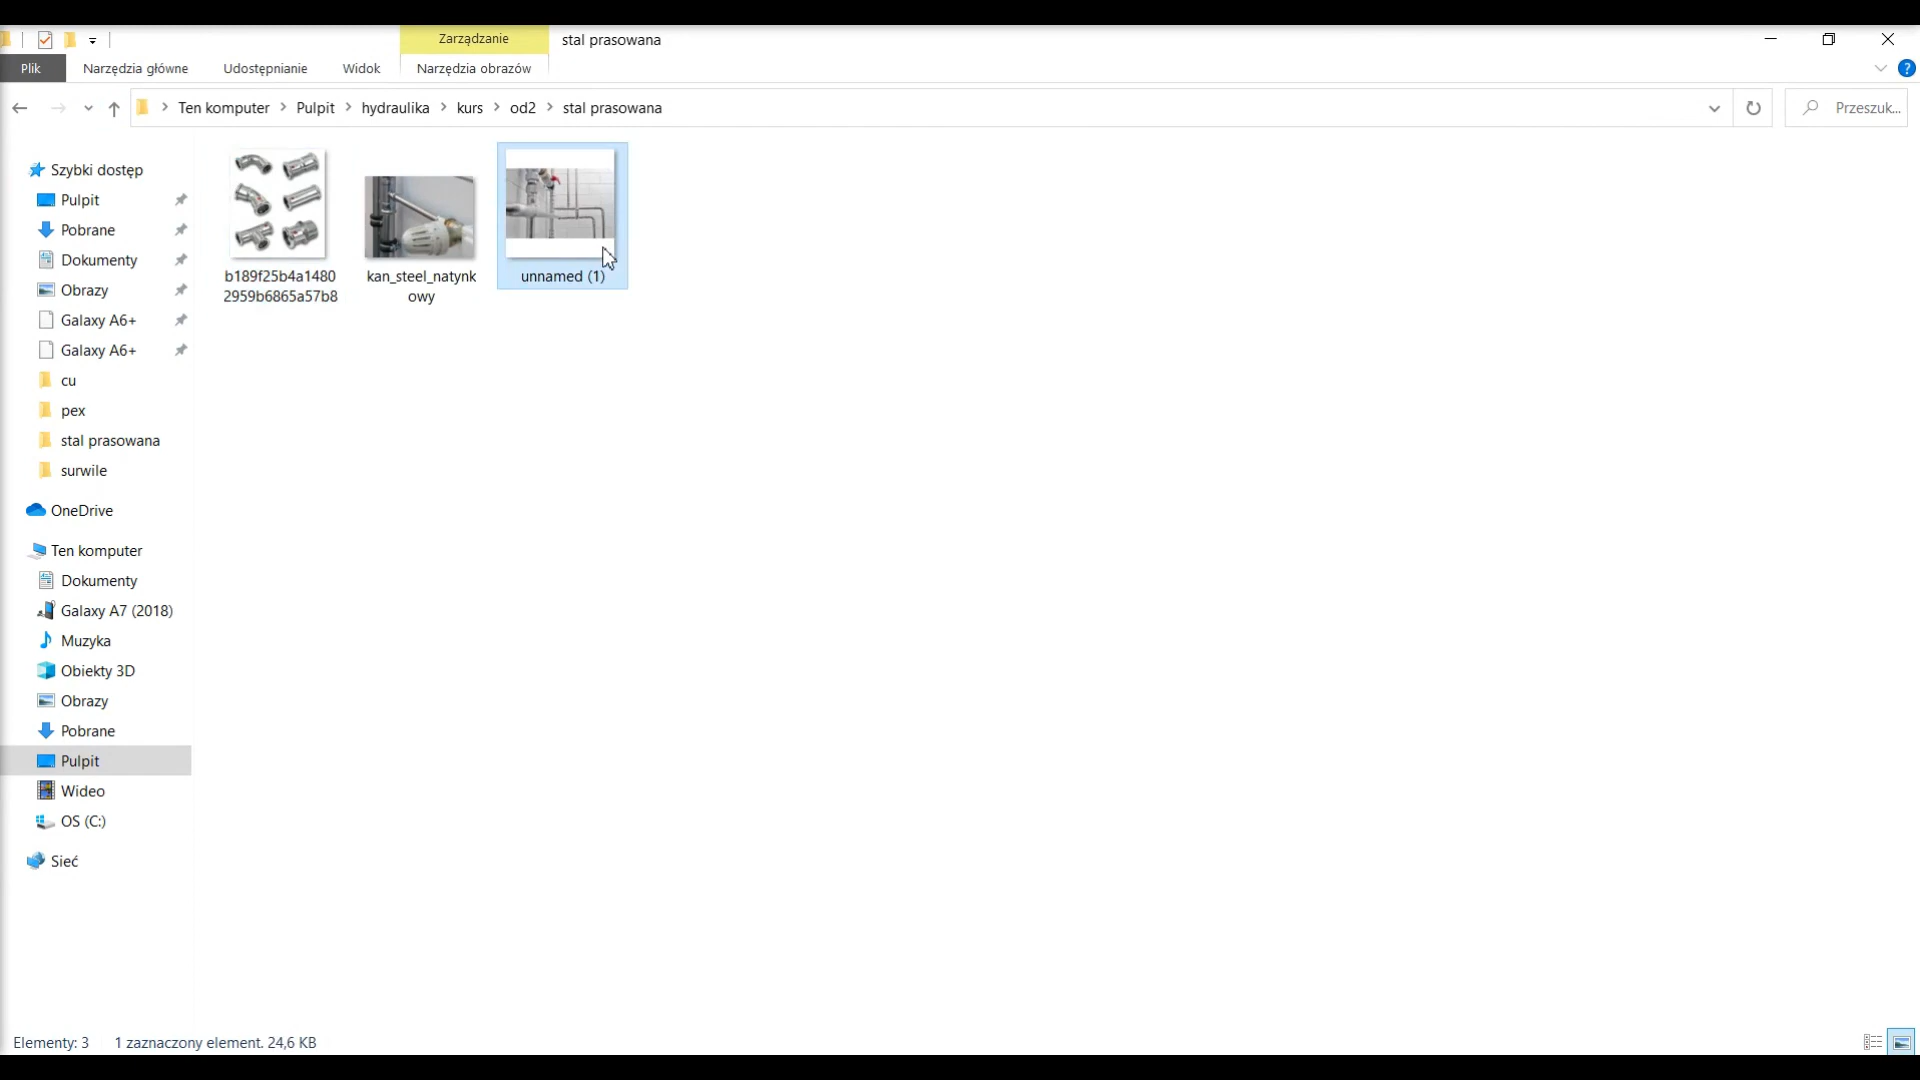 Zarządzanie
stal prasowana
Plik
Narzędzia główne
Udostępnianie
Widok
Narzędzia obrazów
?
Ten komputer > Pulpit > hydraulika > kurs > od2 > stal prasowana
Przeszuk...
Szybki dostęp
Pulpit
Pobrane
Dokumenty
Obrazy
Galaxy A6+
Galaxy A6+
cu
pex
stal prasowana
surwile
OneDrive
Ten komputer
Dokumenty
Galaxy A7 (2018)
Muzyka
Obiekty 3D
Obrazy
Pobrane
Pulpit
Wideo
OS (C:)
Sieć
b189f25b4a1480
2959b6865a57b8
kan_steel_natynk
owy
unnamed (1)
Elementy: 3
1 zaznaczony element. 24,6 KB